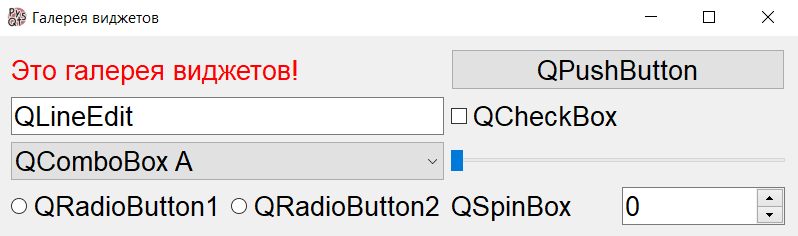 Галерея виджетов
Это галерея виджетов!
QPushButton
QLineEdit
QCheckBox
QComboBox A
QRadioButton1
QRadioButton2
QSpinBox
0